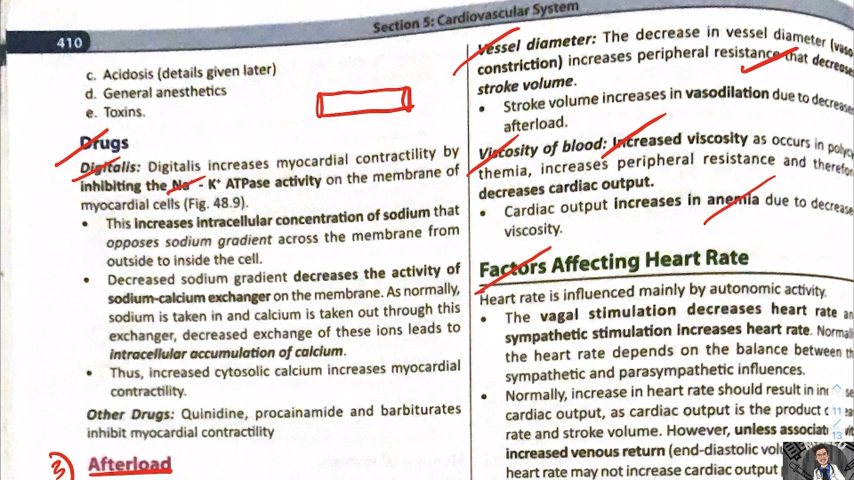 410
Section 5: Cardiovascular System
c. Acidosis (details given later)
d. General anesthetics
e. Toxins.
Drugs
Digitalis: Digitalis increases myocardial contractility by
inhibiting the Na⁺ - K⁺ ATPase activity on the membrane of
myocardial cells (Fig. 48.9).
• This increases intracellular concentration of sodium that
opposes sodium gradient across the membrane from
outside to inside the cell.
• Decreased sodium gradient decreases the activity of
sodium-calcium exchanger on the membrane. As normally,
sodium is taken in and calcium is taken out through this
exchanger, decreased exchange of these ions leads to
intracellular accumulation of calcium.
• Thus, increased cytosolic calcium increases myocardial
contractility.
Other Drugs: Quinidine, procainamide and barbiturates
inhibit myocardial contractility
3 Afterload
Vessel diameter: The decrease in vessel diameter (vaso
constriction) increases peripheral resistance that decrease
stroke volume.
• Stroke volume increases in vasodilation due to decrease
afterload.
Viscosity of blood: Increased viscosity as occurs in polycy
themia, increases peripheral resistance and therefor
decreases cardiac output.
• Cardiac output increases in anemia due to decrease
viscosity.
Factors Affecting Heart Rate
Heart rate is influenced mainly by autonomic activity.
• The vagal stimulation decreases heart rate an
sympathetic stimulation increases heart rate. Normal
the heart rate depends on the balance between th
sympathetic and parasympathetic influences.
• Normally, increase in heart rate should result in
cardiac output, as cardiac output is the product
rate and stroke volume. However, unless associat
increased venous return (end-diastolic volu
heart rate may not increase cardiac output
11
13